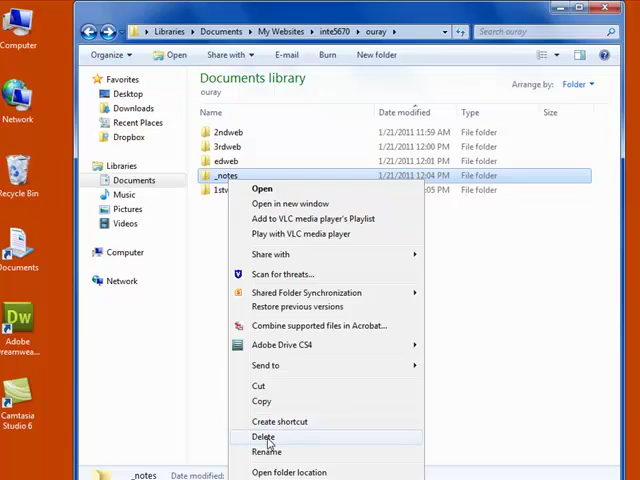 Computer
Network
Recycle Bin
Documents
Dw
Adobe
Dreamwea...
Camtasia
Studio 6
Libraries
Documents
My Websites
inte5670
ouray
Search ouray
Organize
Open
Share with
E-mail
Burn
New folder
Favorites
Desktop
Downloads
Recent Places
Dropbox
Libraries
Documents
Music
Pictures
Videos
Computer
Network
Documents library
ouray
Arrange by: Folder
Name Date modified Type Size
2ndweb 1/21/2011 11:59 AM File folder
3rdweb 1/21/2011 12:00 PM File folder
edweb 1/21/2011 12:01 PM File folder
_notes 1/21/2011 12:04 PM File folder
:05 PM File folder
Open
Open in new window
Add to VLC media player's Playlist
Play with VLC media player
Share with
Scan for threats...
Shared Folder Synchronization
Restore previous versions
Combine supported files in Acrobat...
Adobe Drive CS4
Send to
Cut
Copy
Create shortcut
Delete
Rename
Open folder location
_notes Date modified: